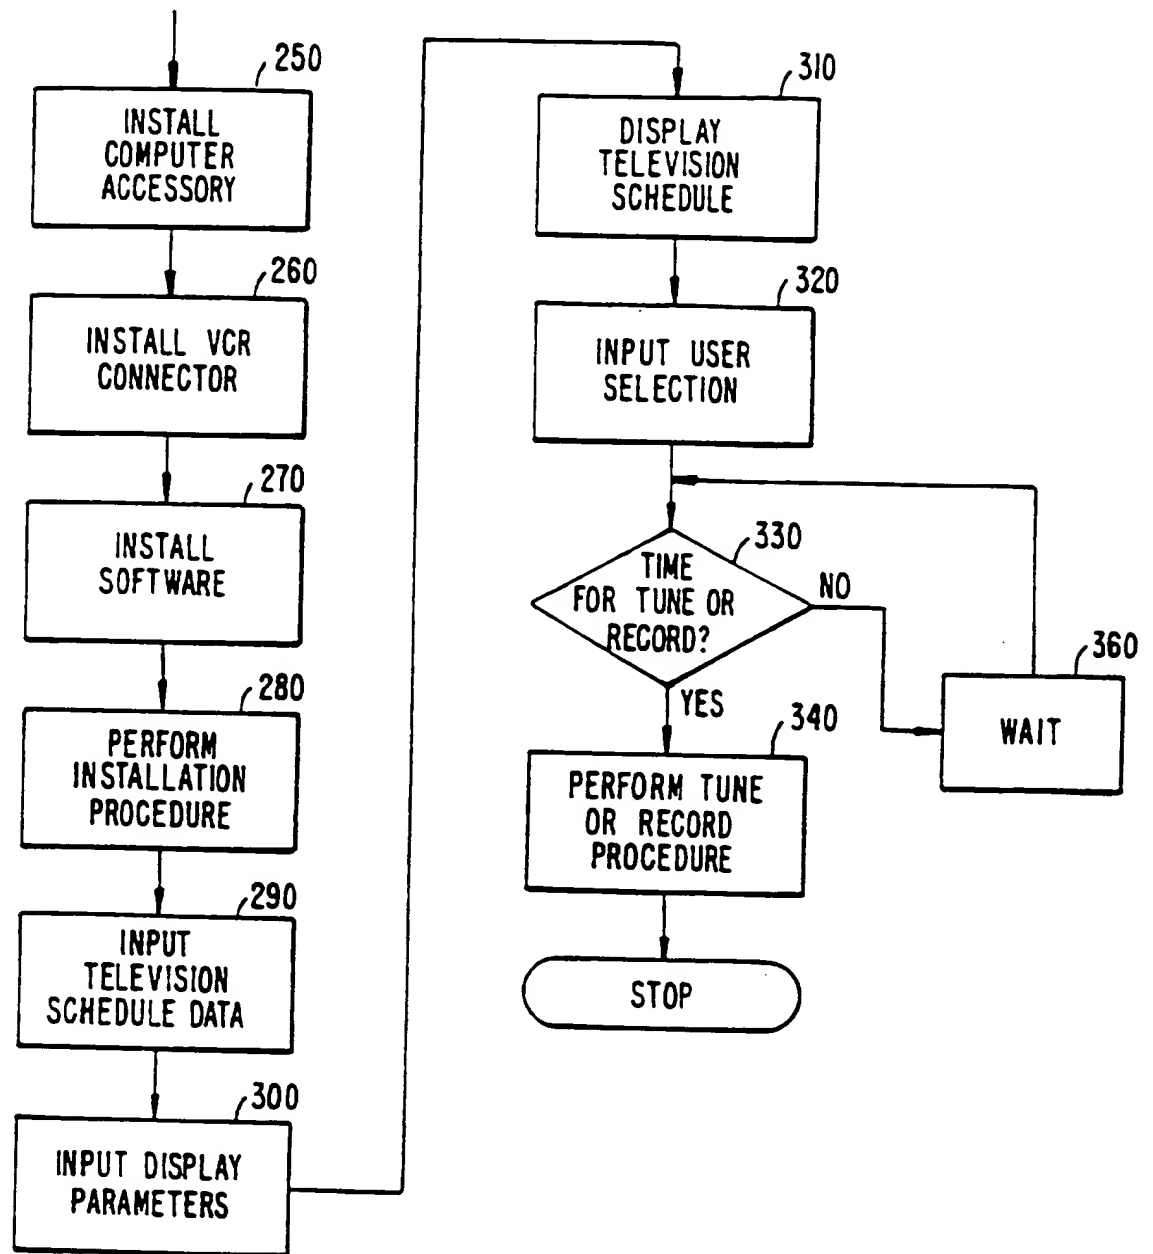 250
INSTALL
COMPUTER
ACCESSORY
260
INSTALL VCR
CONNECTOR
270
INSTALL
SOFTWARE
280
PERFORM
INSTALLATION
PROCEDURE
290
INPUT
TELEVISION
SCHEDULE DATA
300
INPUT DISPLAY
PARAMETERS
310
DISPLAY
TELEVISION
SCHEDULE
320
INPUT USER
SELECTION
330
TIME
FOR TUNE OR
RECORD?
NO
YES
360
WAIT
340
PERFORM TUNE
OR RECORD
PROCEDURE
STOP